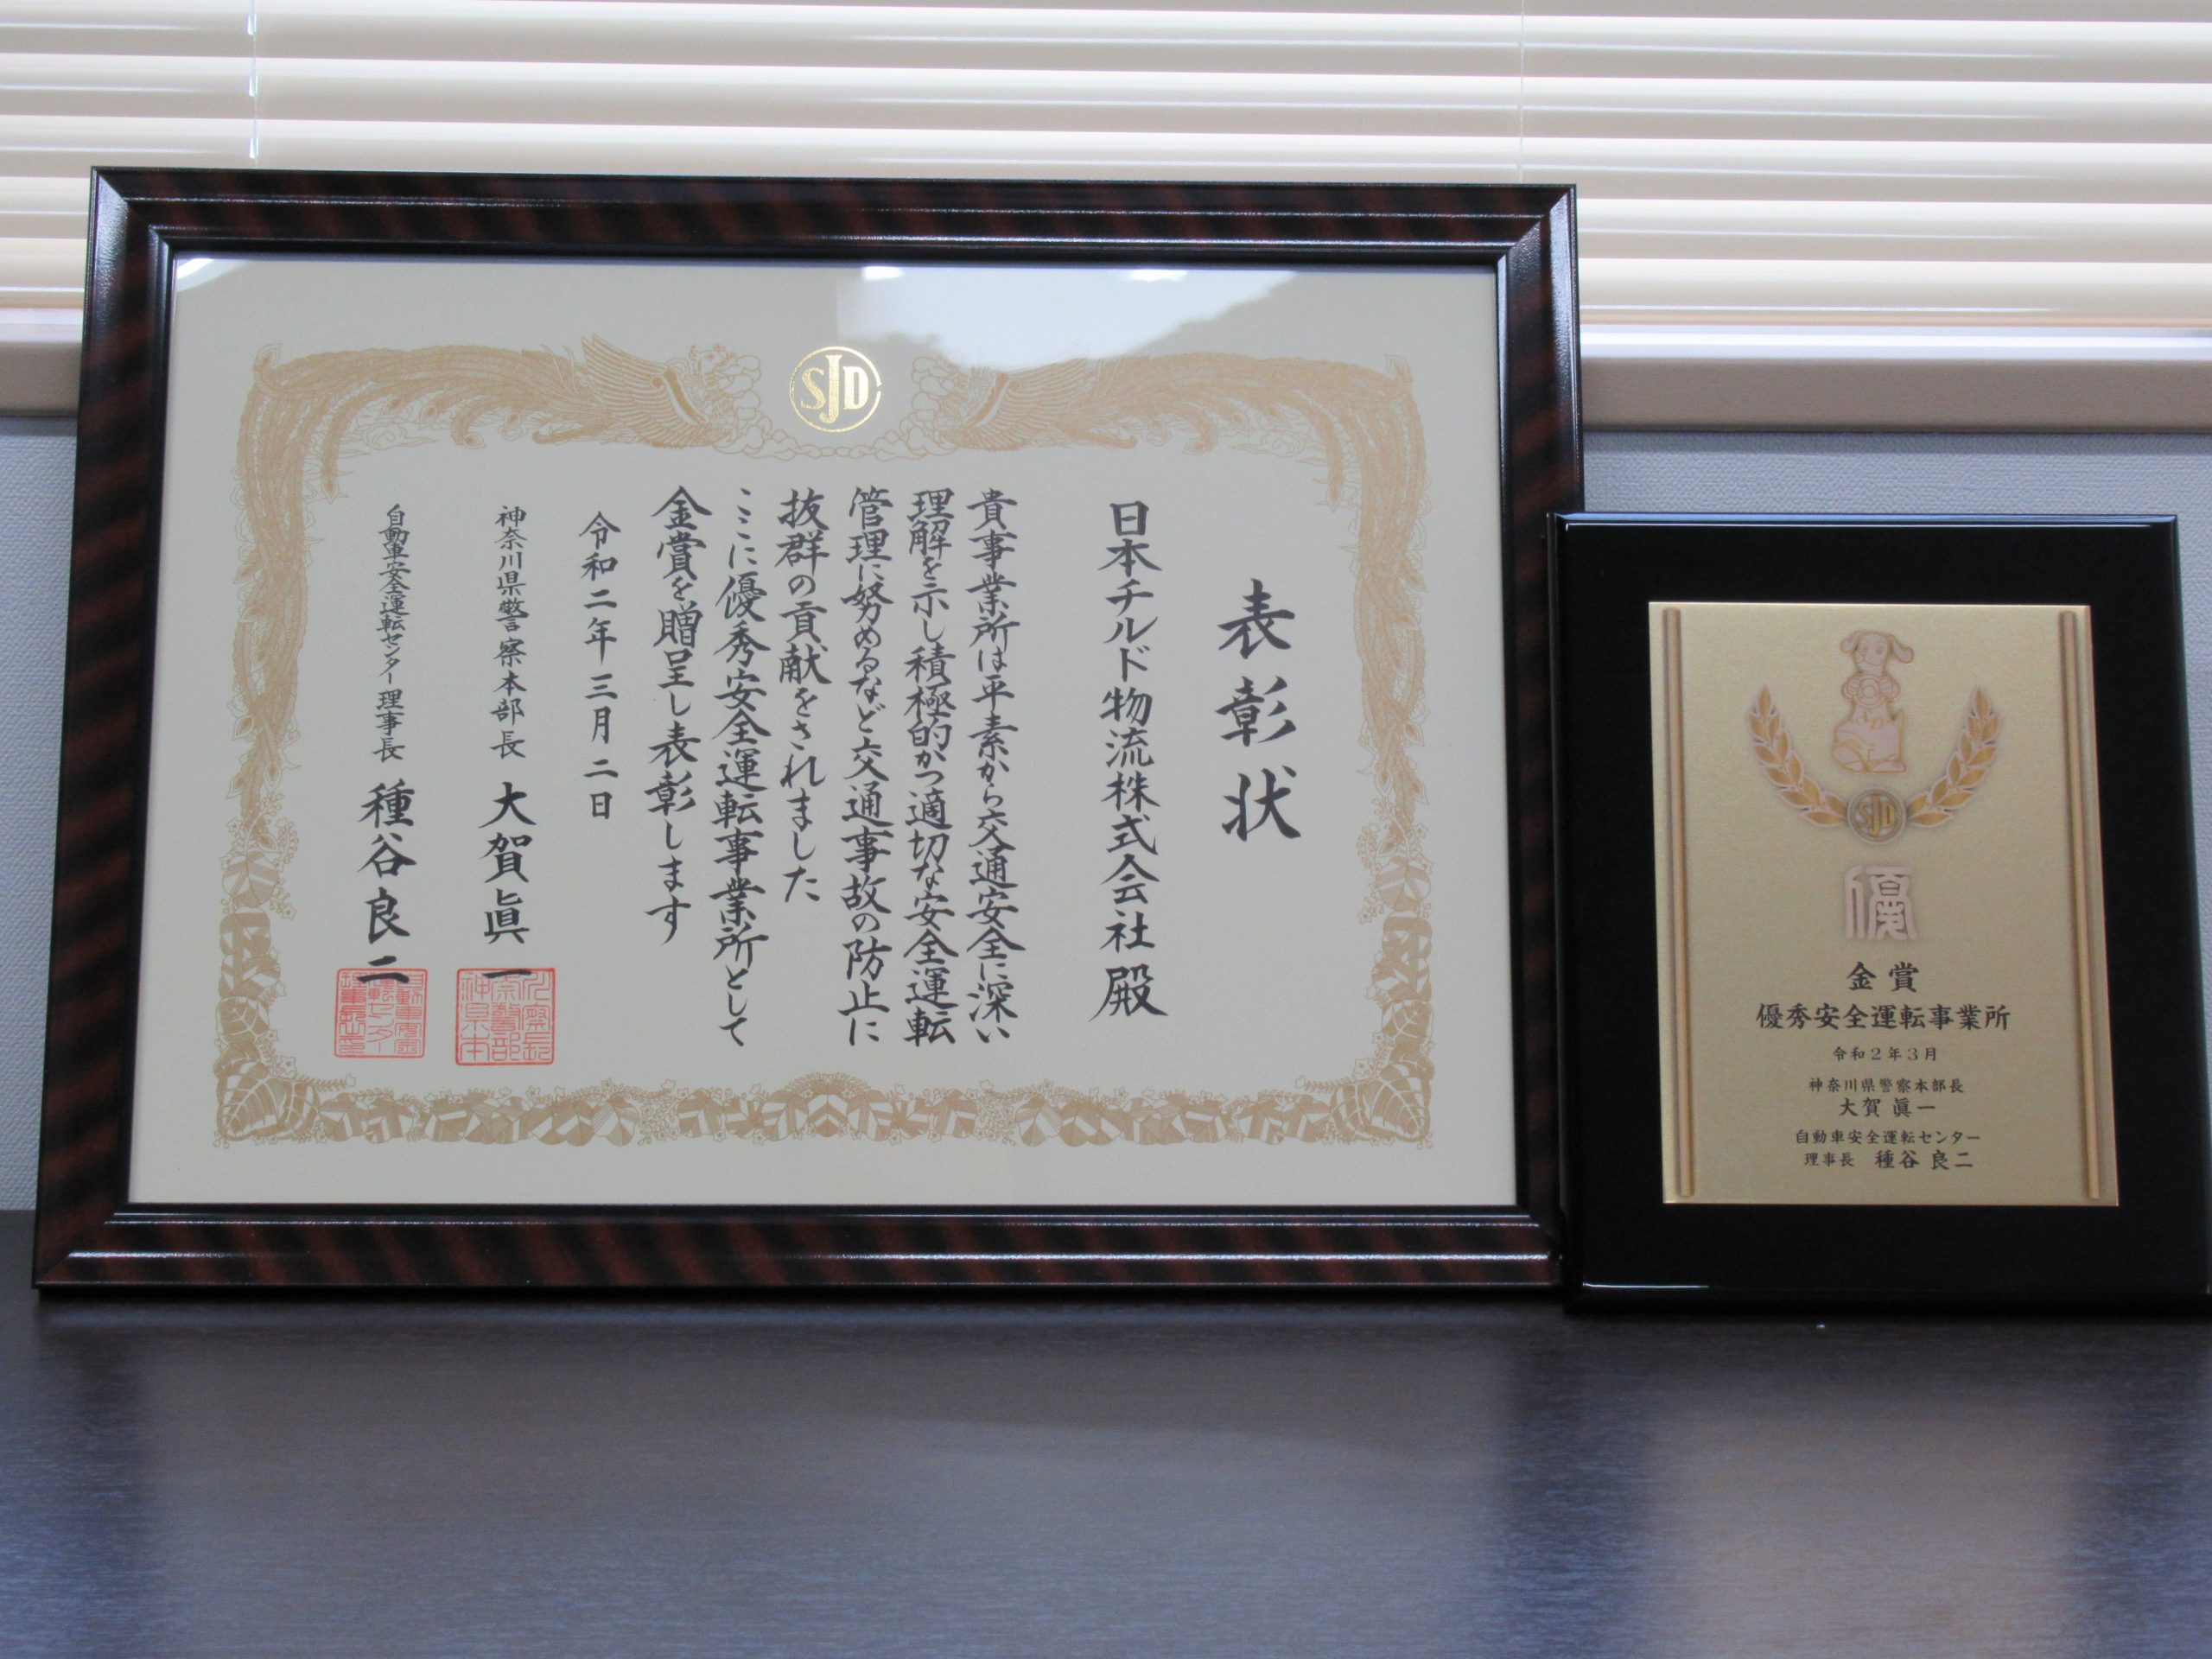 SJD
表彰状
日本チルド物流株式会社殿
貴事業所は平素から交通安全に深い
理解を示し積極的かつ適切な安全運転
管理に努めるなど交通事故の防止に
抜群の貢献をされました
ここに優秀安全運転事業所として
金賞を贈呈し表彰します
令和二年三月二日
神奈川県警察本部長 大賀眞一
自動車安全運転センター理事長 種谷良二
SJD
優
金賞
優秀安全運転事業所
令和2年3月
神奈川県警察本部長
大賀 眞一
自動車安全運転センター
理事長 種谷 良二